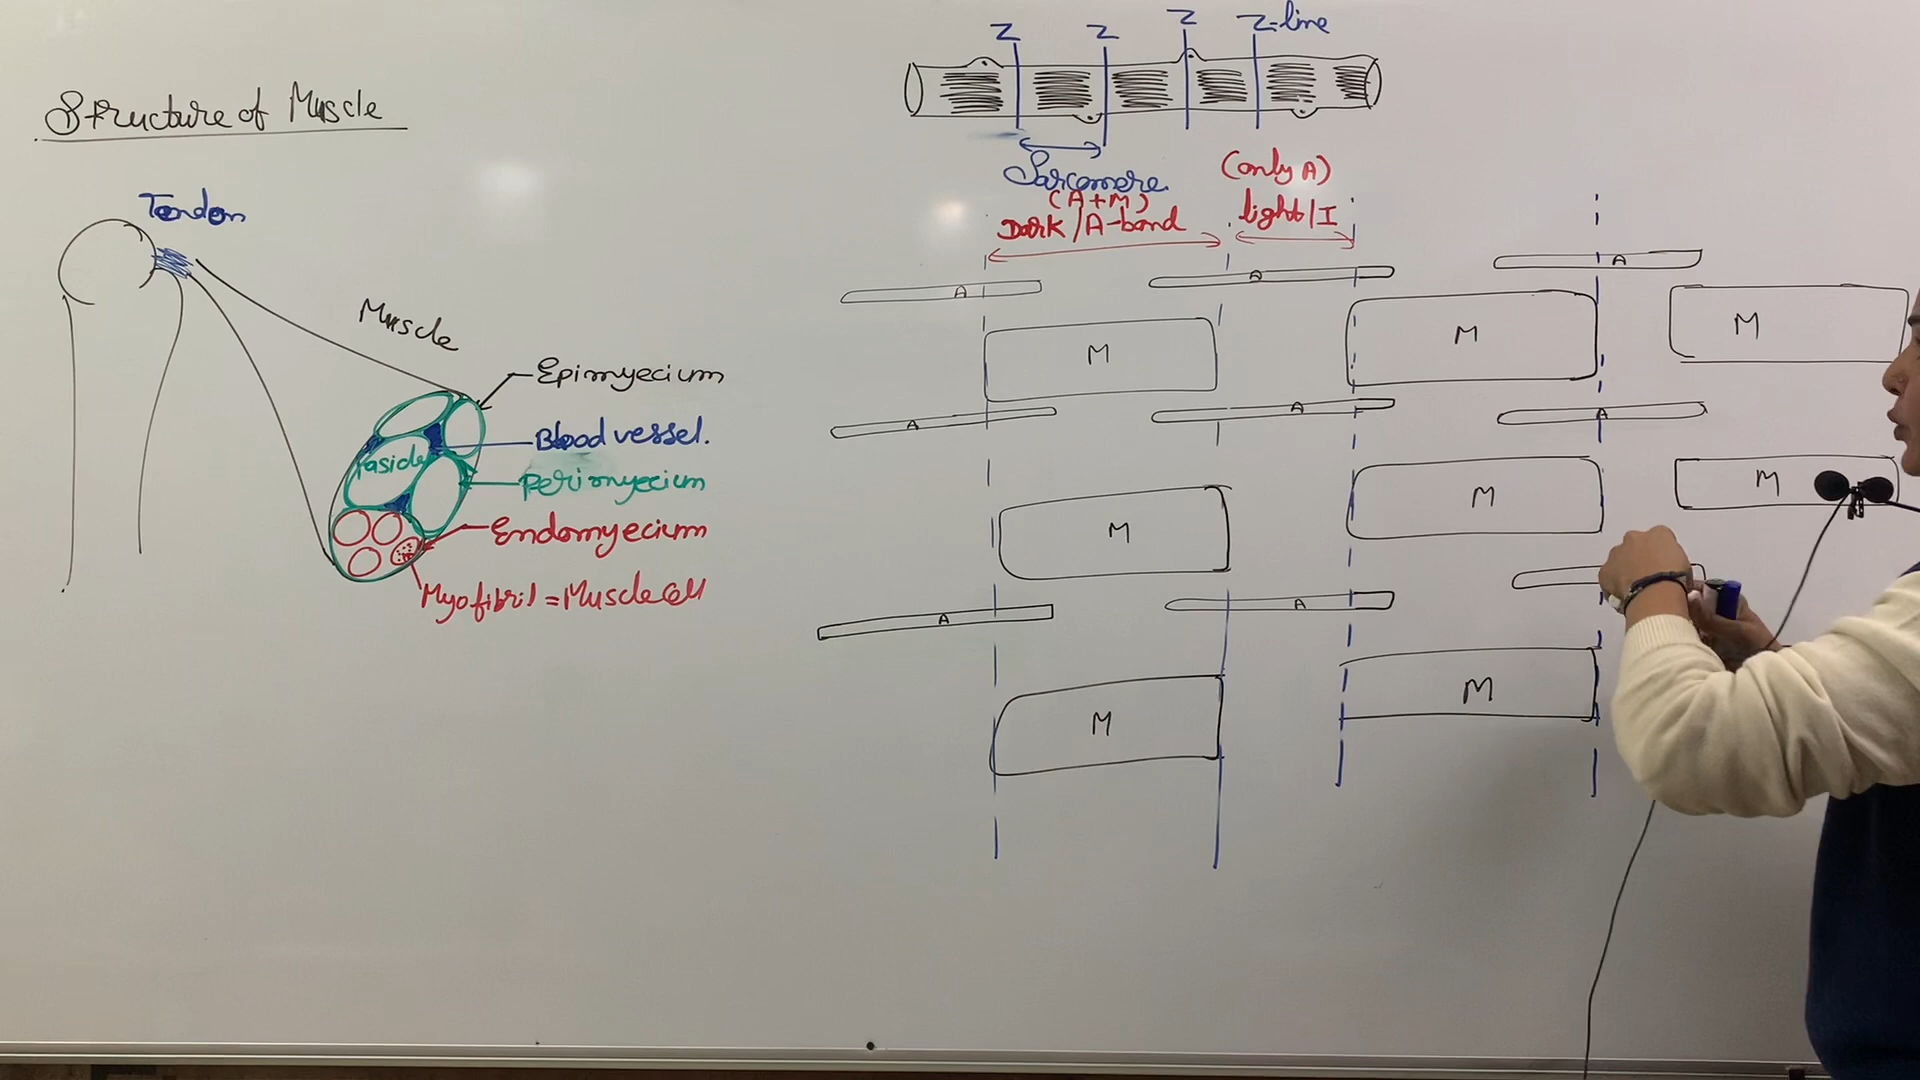 Structure of Muscle
Tendon
Muscle
Epimyecium
Blood vessel.
fasicle
Perimyecium
Endomyecium
Myofibril = Muscle cell
Z Z Z Z-line
Sarcomere
(A+M)
Dark / A-band
(only A)
light / I
A A A
M M M
A A A
M M M
A A
M M